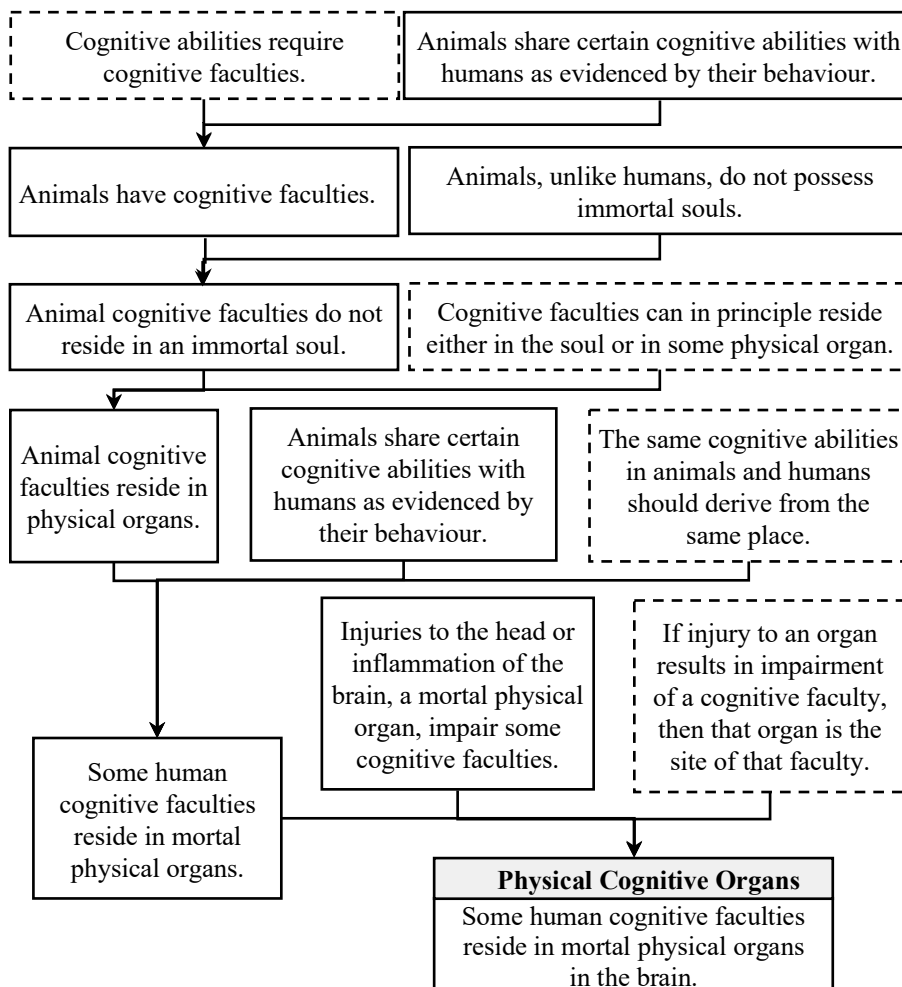 Cognitive abilities require
cognitive faculties.
Animals share certain cognitive abilities with
humans as evidenced by their behaviour.
Animals have cognitive faculties.
Animals, unlike humans, do not possess
immortal souls.
Animal cognitive faculties do not
reside in an immortal soul.
Cognitive faculties can in principle reside
either in the soul or in some physical organ.
Animal cognitive
faculties reside in
physical organs.
Animals share certain
cognitive abilities with
humans as evidenced by
their behaviour.
The same cognitive abilities
in animals and humans
should derive from the
same place.
Injuries to the head or
inflammation of the
brain, a mortal physical
organ, impair some
cognitive faculties.
If injury to an organ
results in impairment
of a cognitive faculty,
then that organ is the
site of that faculty.
Some human
cognitive faculties
reside in mortal
physical organs.
Physical Cognitive Organs
Some human cognitive faculties
reside in mortal physical organs
in the brain.